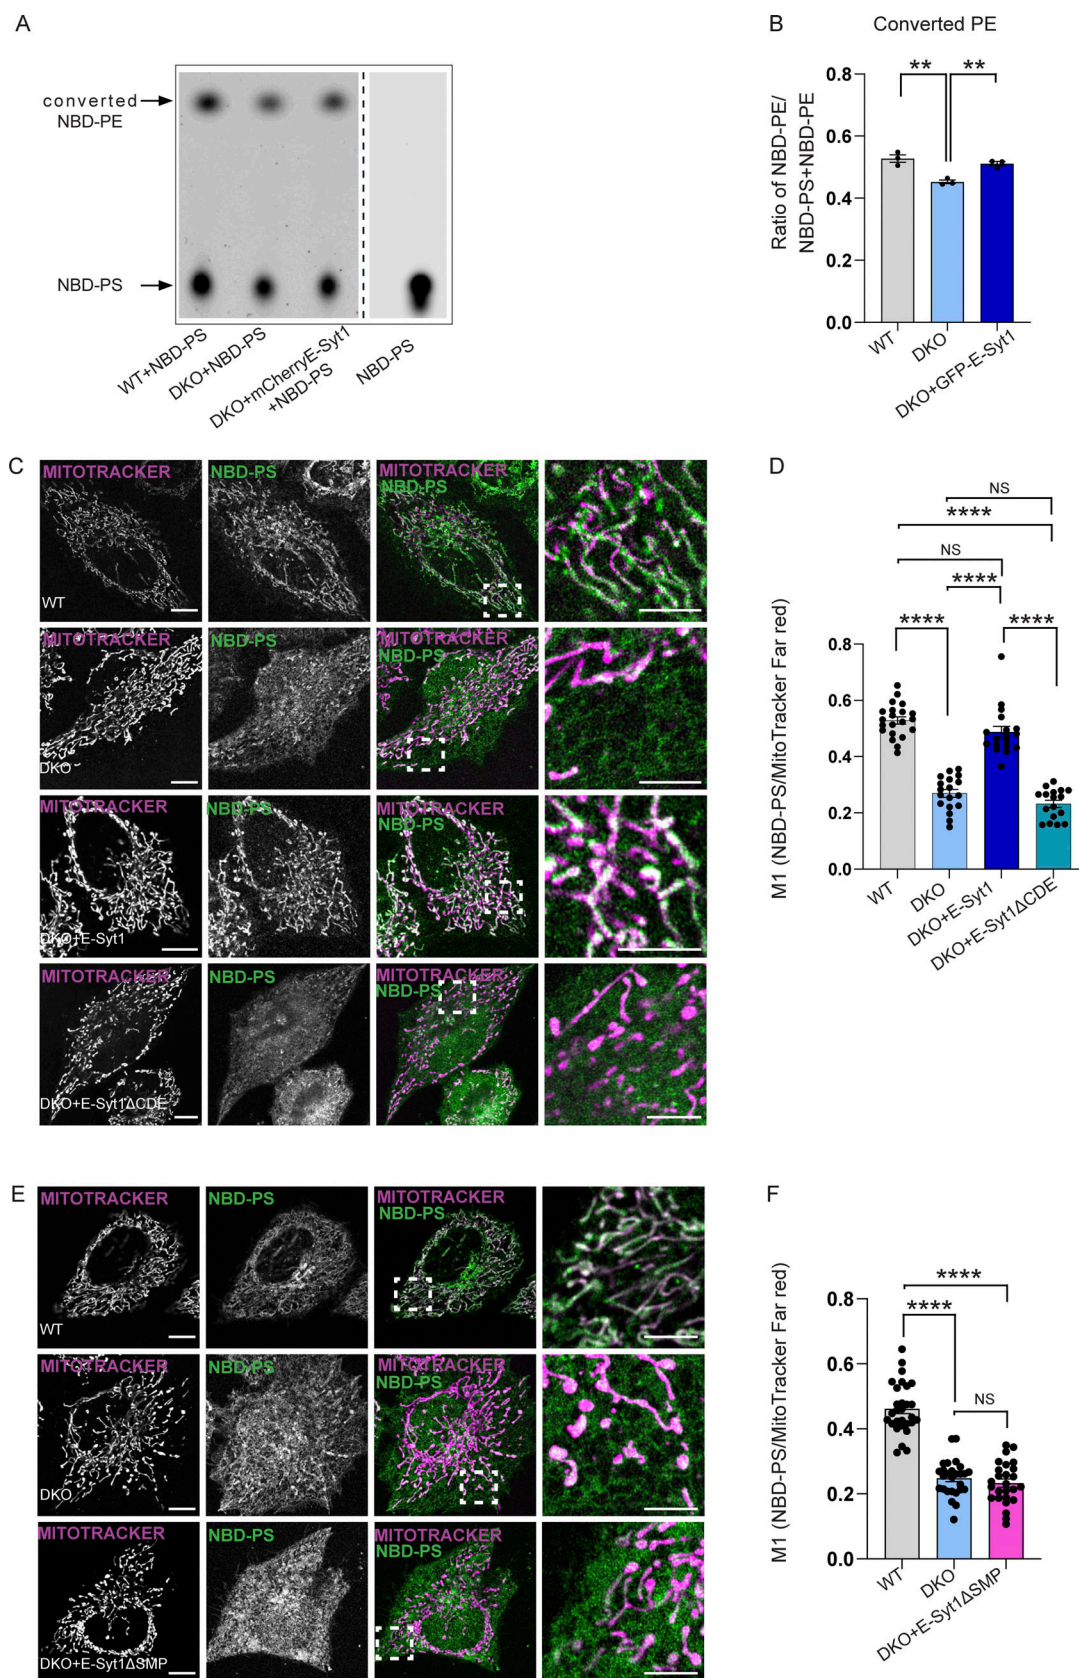 A
converted
NBD-PE
NBD-PS
WT+NBD-PS
DKO+NBD-PS
DKO+mCherryE-Syt1
+NBD-PS
NBD-PS
B
Converted PE
** **
Ratio of NBD-PE/
NBD-PS+NBD-PE
0.8
0.6
0.4
0.2
0.0
WT
DKO
DKO+GFP-E-Syt1
C
MITOTRACKER
NBD-PS
MITOTRACKER
NBD-PS
WT
MITOTRACKER
NBD-PS
MITOTRACKER
NBD-PS
DKO
MITOTRACKER
NBD-PS
MITOTRACKER
NBD-PS
DKO+E-Syt1
MITOTRACKER
NBD-PS
MITOTRACKER
NBD-PS
DKO+E-Syt1ΔCDE
D
NS
****
NS
****
**** ****
M1 (NBD-PS/MitoTracker Far red)
0.8
0.6
0.4
0.2
0.0
WT
DKO
DKO+E-Syt1
DKO+E-Syt1ΔCDE
E
MITOTRACKER
NBD-PS
MITOTRACKER
NBD-PS
WT
MITOTRACKER
NBD-PS
MITOTRACKER
NBD-PS
DKO
MITOTRACKER
NBD-PS
MITOTRACKER
NBD-PS
DKO+E-Syt1ΔSMP
F
****
****
NS
M1 (NBD-PS/MitoTracker Far red)
0.8
0.6
0.4
0.2
0.0
WT
DKO
DKO+E-Syt1ΔSMP